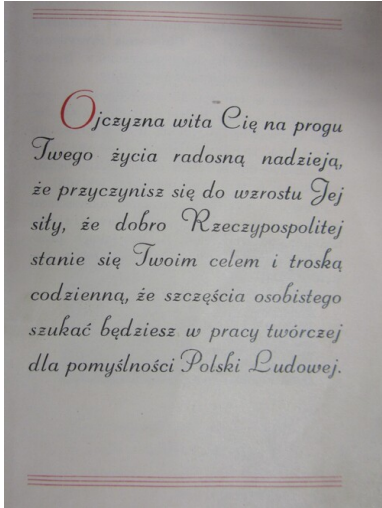 Ojczyzna wita Cię na progu
Twego życia radosną nadzieją,
że przyczynisz się do wzrostu Jej
siły, że dobro Rzeczypospolitej
stanie się Twoim celem i troską
codzienną, że szczęścia osobistego
szukać będziesz w pracy twórczej
dla pomyślności Polski Ludowej.